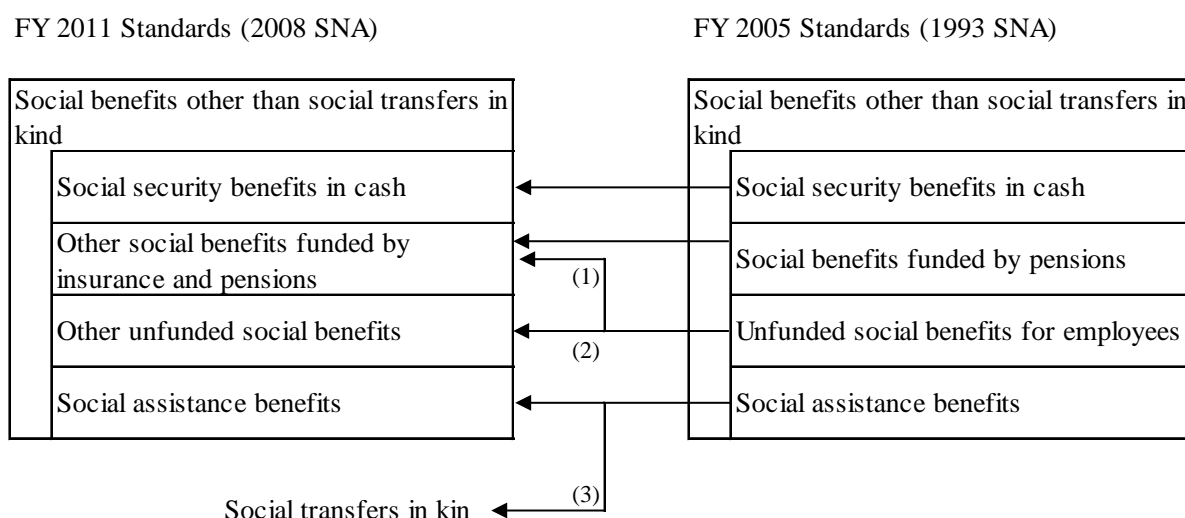 FY 2011 Standards (2008 SNA)
FY 2005 Standards (1993 SNA)
Social benefits other than social transfers in
kind
Social security benefits in cash
Other social benefits funded by
insurance and pensions
Other unfunded social benefits
Social assistance benefits
(1)
(2)
(3)
Social benefits other than social transfers in
kind
Social security benefits in cash
Social benefits funded by pensions
Unfunded social benefits for employees
Social assistance benefits
Social transfers in kin